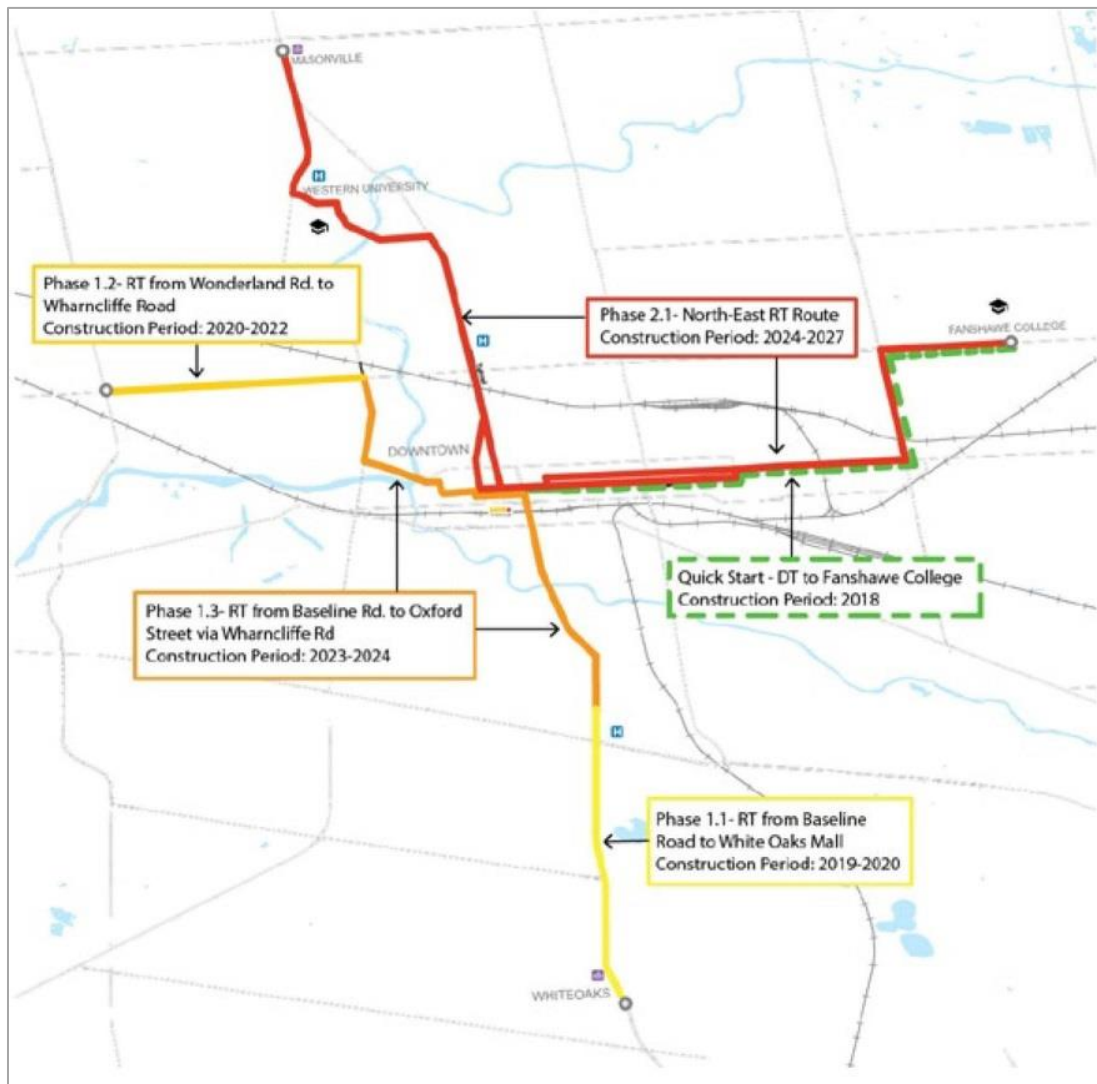 MASONVILLE
H
WESTERN UNIVERSITY
Phase 1.2- RT from Wonderland Rd. to
Wharncliffe Road
Construction Period: 2020-2022
Phase 2.1- North-East RT Route
Construction Period: 2024-2027
FANSHAWE COLLEGE
H
DOWNTOWN
Quick Start - DT to Fanshawe College
Construction Period: 2018
Phase 1.3- RT from Baseline Rd. to Oxford
Street via Wharncliffe Rd
Construction Period: 2023-2024
H
Phase 1.1- RT from Baseline
Road to White Oaks Mall
Construction Period: 2019-2020
WHITEOAKS